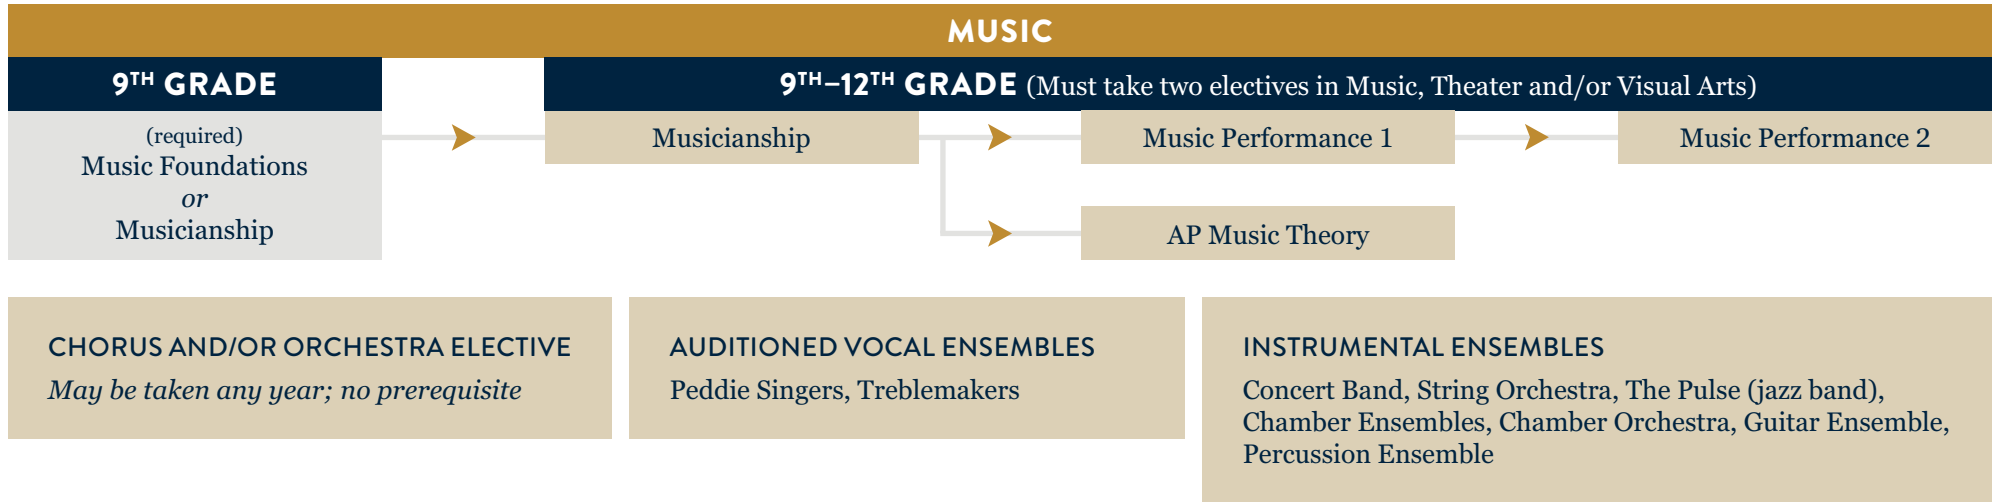 MUSIC
9TH GRADE
9TH–12TH GRADE (Must take two electives in Music, Theater and/or Visual Arts)
(required)
Music Foundations
or
Musicianship
Musicianship
Music Performance 1
Music Performance 2
AP Music Theory
CHORUS AND/OR ORCHESTRA ELECTIVE
May be taken any year; no prerequisite
AUDITIONED VOCAL ENSEMBLES
Peddie Singers, Treblemakers
INSTRUMENTAL ENSEMBLES
Concert Band, String Orchestra, The Pulse (jazz band),
Chamber Ensembles, Chamber Orchestra, Guitar Ensemble,
Percussion Ensemble